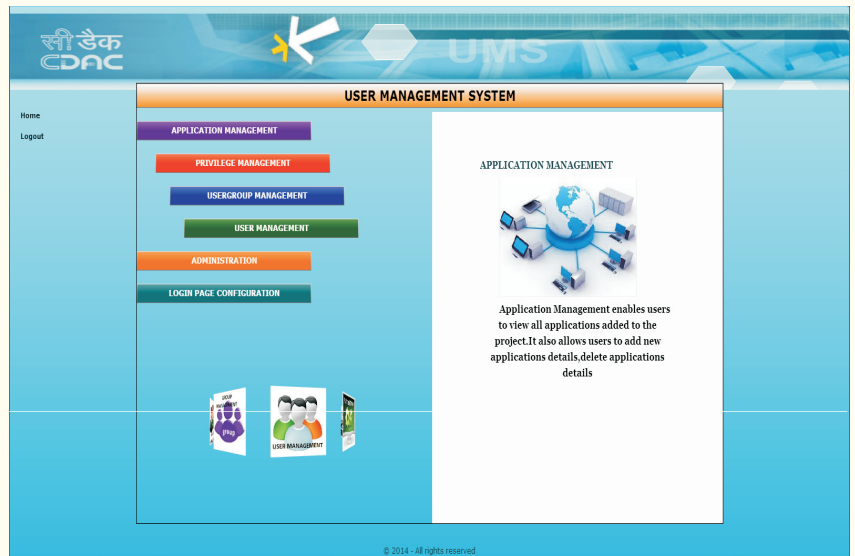 सी डैक
CDAC
UMS
USER MANAGEMENT SYSTEM
Home
Logout
APPLICATION MANAGEMENT
PRIVILEGE MANAGEMENT
USERGROUP MANAGEMENT
USER MANAGEMENT
ADMINISTRATION
LOGIN PAGE CONFIGURATION
APPLICATION MANAGEMENT
Application Management enables users
to view all applications added to the
project.It also allows users to add new
applications details,delete applications
details
group
USER MANAGEMENT
© 2014 - All rights reserved